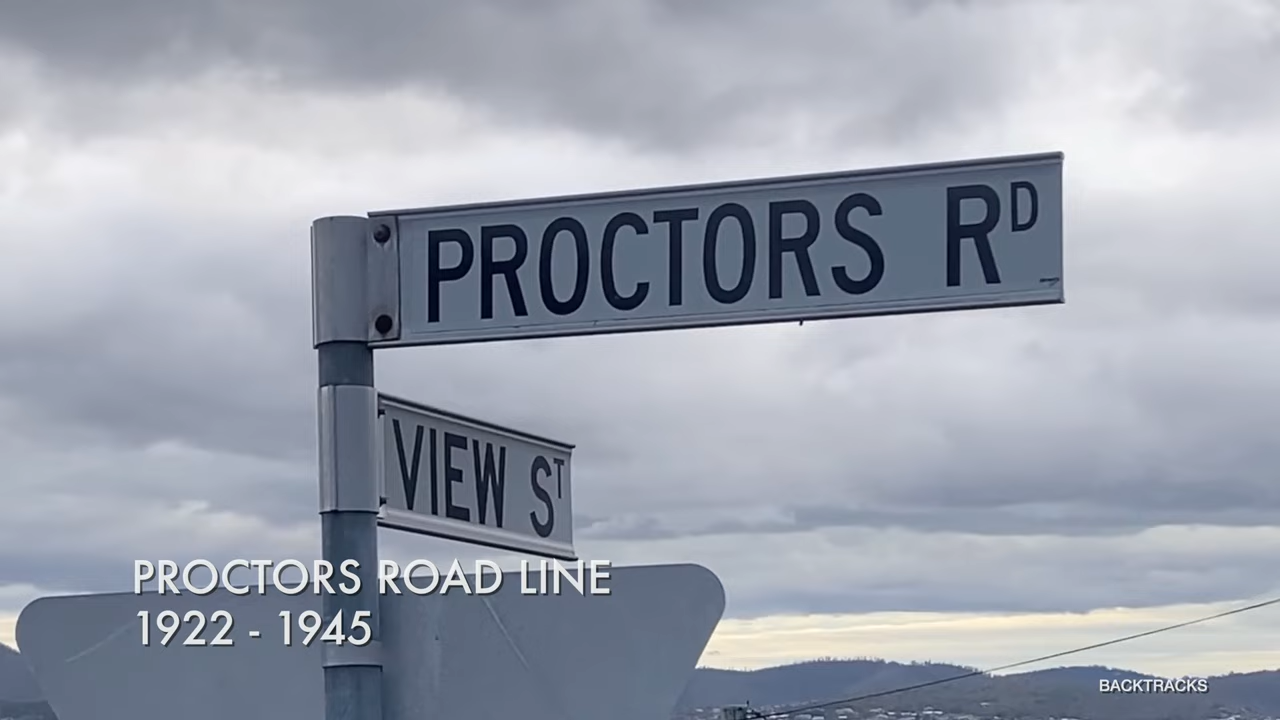 PROCTORS RD
VIEW ST
PROCTORS ROAD LINE
1922 - 1945
BACKTRACKS